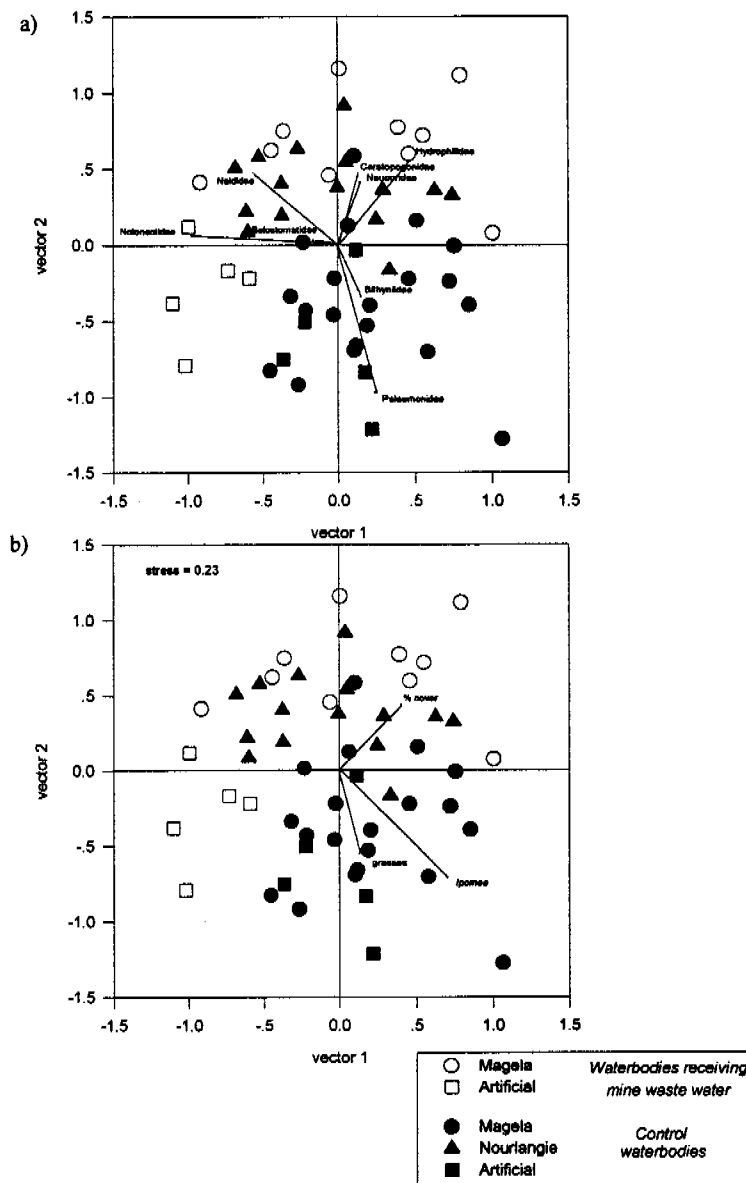 a)
1.5
1.0
.5
0.0
-.5
-1.0
-1.5
vector 2
Hydrophilidae
Ceratopogonidae
Naucoridae
Naididae
Notonectidae
Belostomatidae
Bithyniidae
Palaemonidae
-1.5 -1.0 -.5 0.0 .5 1.0 1.5
vector 1
b)
1.5
1.0
.5
0.0
-.5
-1.0
-1.5
vector 2
stress = 0.23
% cover
grasses
Ipomea
-1.5 -1.0 -.5 0.0 .5 1.0 1.5
vector 1
Magela Waterbodies receiving
Artificial mine waste water
Magela Control
Nourlangie waterbodies
Artificial